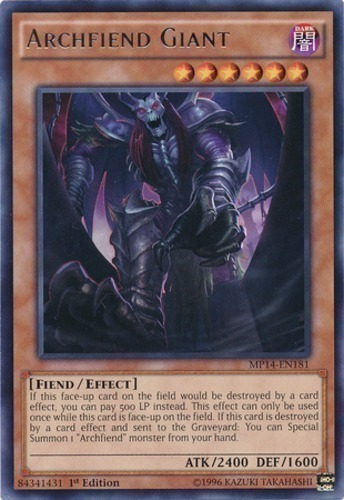 ARCHFIEND GIANT
DARK
闇
MP14-EN181
[FIEND / EFFECT]
If this face-up card on the field would be destroyed by a card
effect, you can pay 500 LP instead. This effect can only be used
once while this card is face-up on the field. If this card is destroyed
by a card effect and sent to the Graveyard: You can Special
Summon 1 "Archfiend" monster from your hand.
ATK/2400 DEF/1600
84341431 1st Edition ©1996 KAZUKI TAKAHASHI